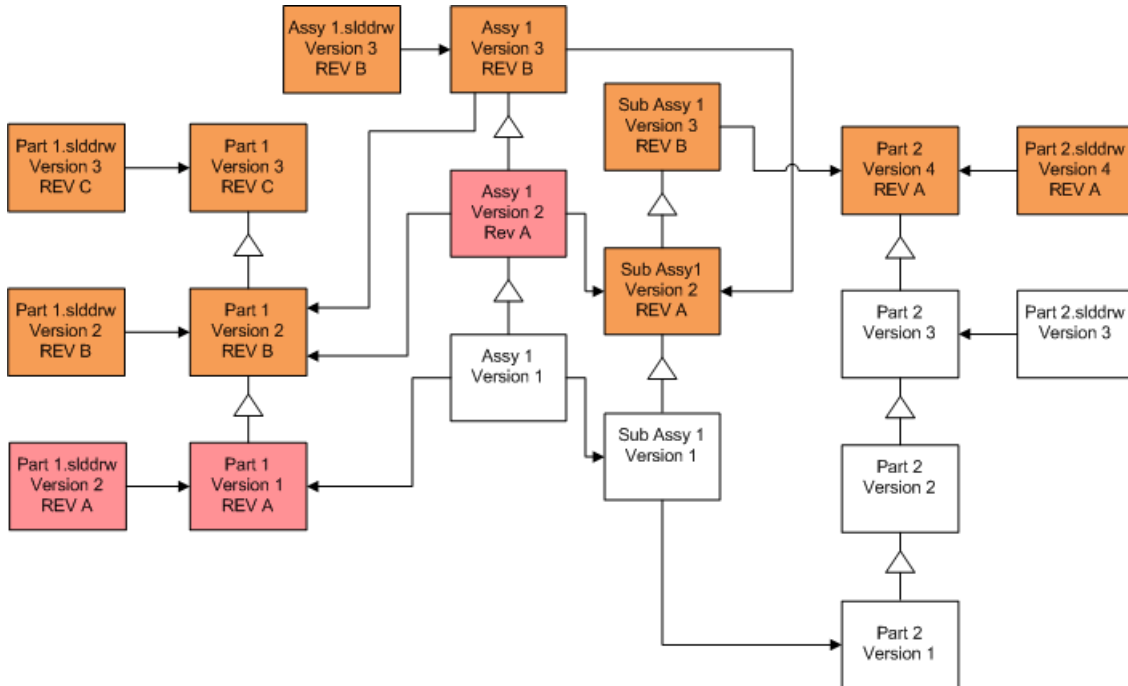 Assy 1.slddrw
Version 3
REV B
Assy 1
Version 3
REV B
Sub Assy 1
Version 3
REV B
Part 1.slddrw
Version 3
REV C
Part 1
Version 3
REV C
Part 2
Version 4
REV A
Part 2.slddrw
Version 4
REV A
Assy 1
Version 2
Rev A
Sub Assy1
Version 2
REV A
Part 1.slddrw
Version 2
REV B
Part 1
Version 2
REV B
Part 2
Version 3
Part 2.slddrw
Version 3
Assy 1
Version 1
Sub Assy 1
Version 1
Part 1.slddrw
Version 2
REV A
Part 1
Version 1
REV A
Part 2
Version 2
Part 2
Version 1